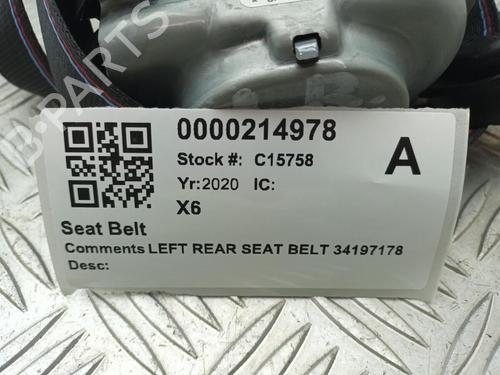 0000214978
Stock #: C15758
A
Yr:2020 IC:
X6
Seat Belt
Comments LEFT REAR SEAT BELT 34197178
Desc:
B-PARTS